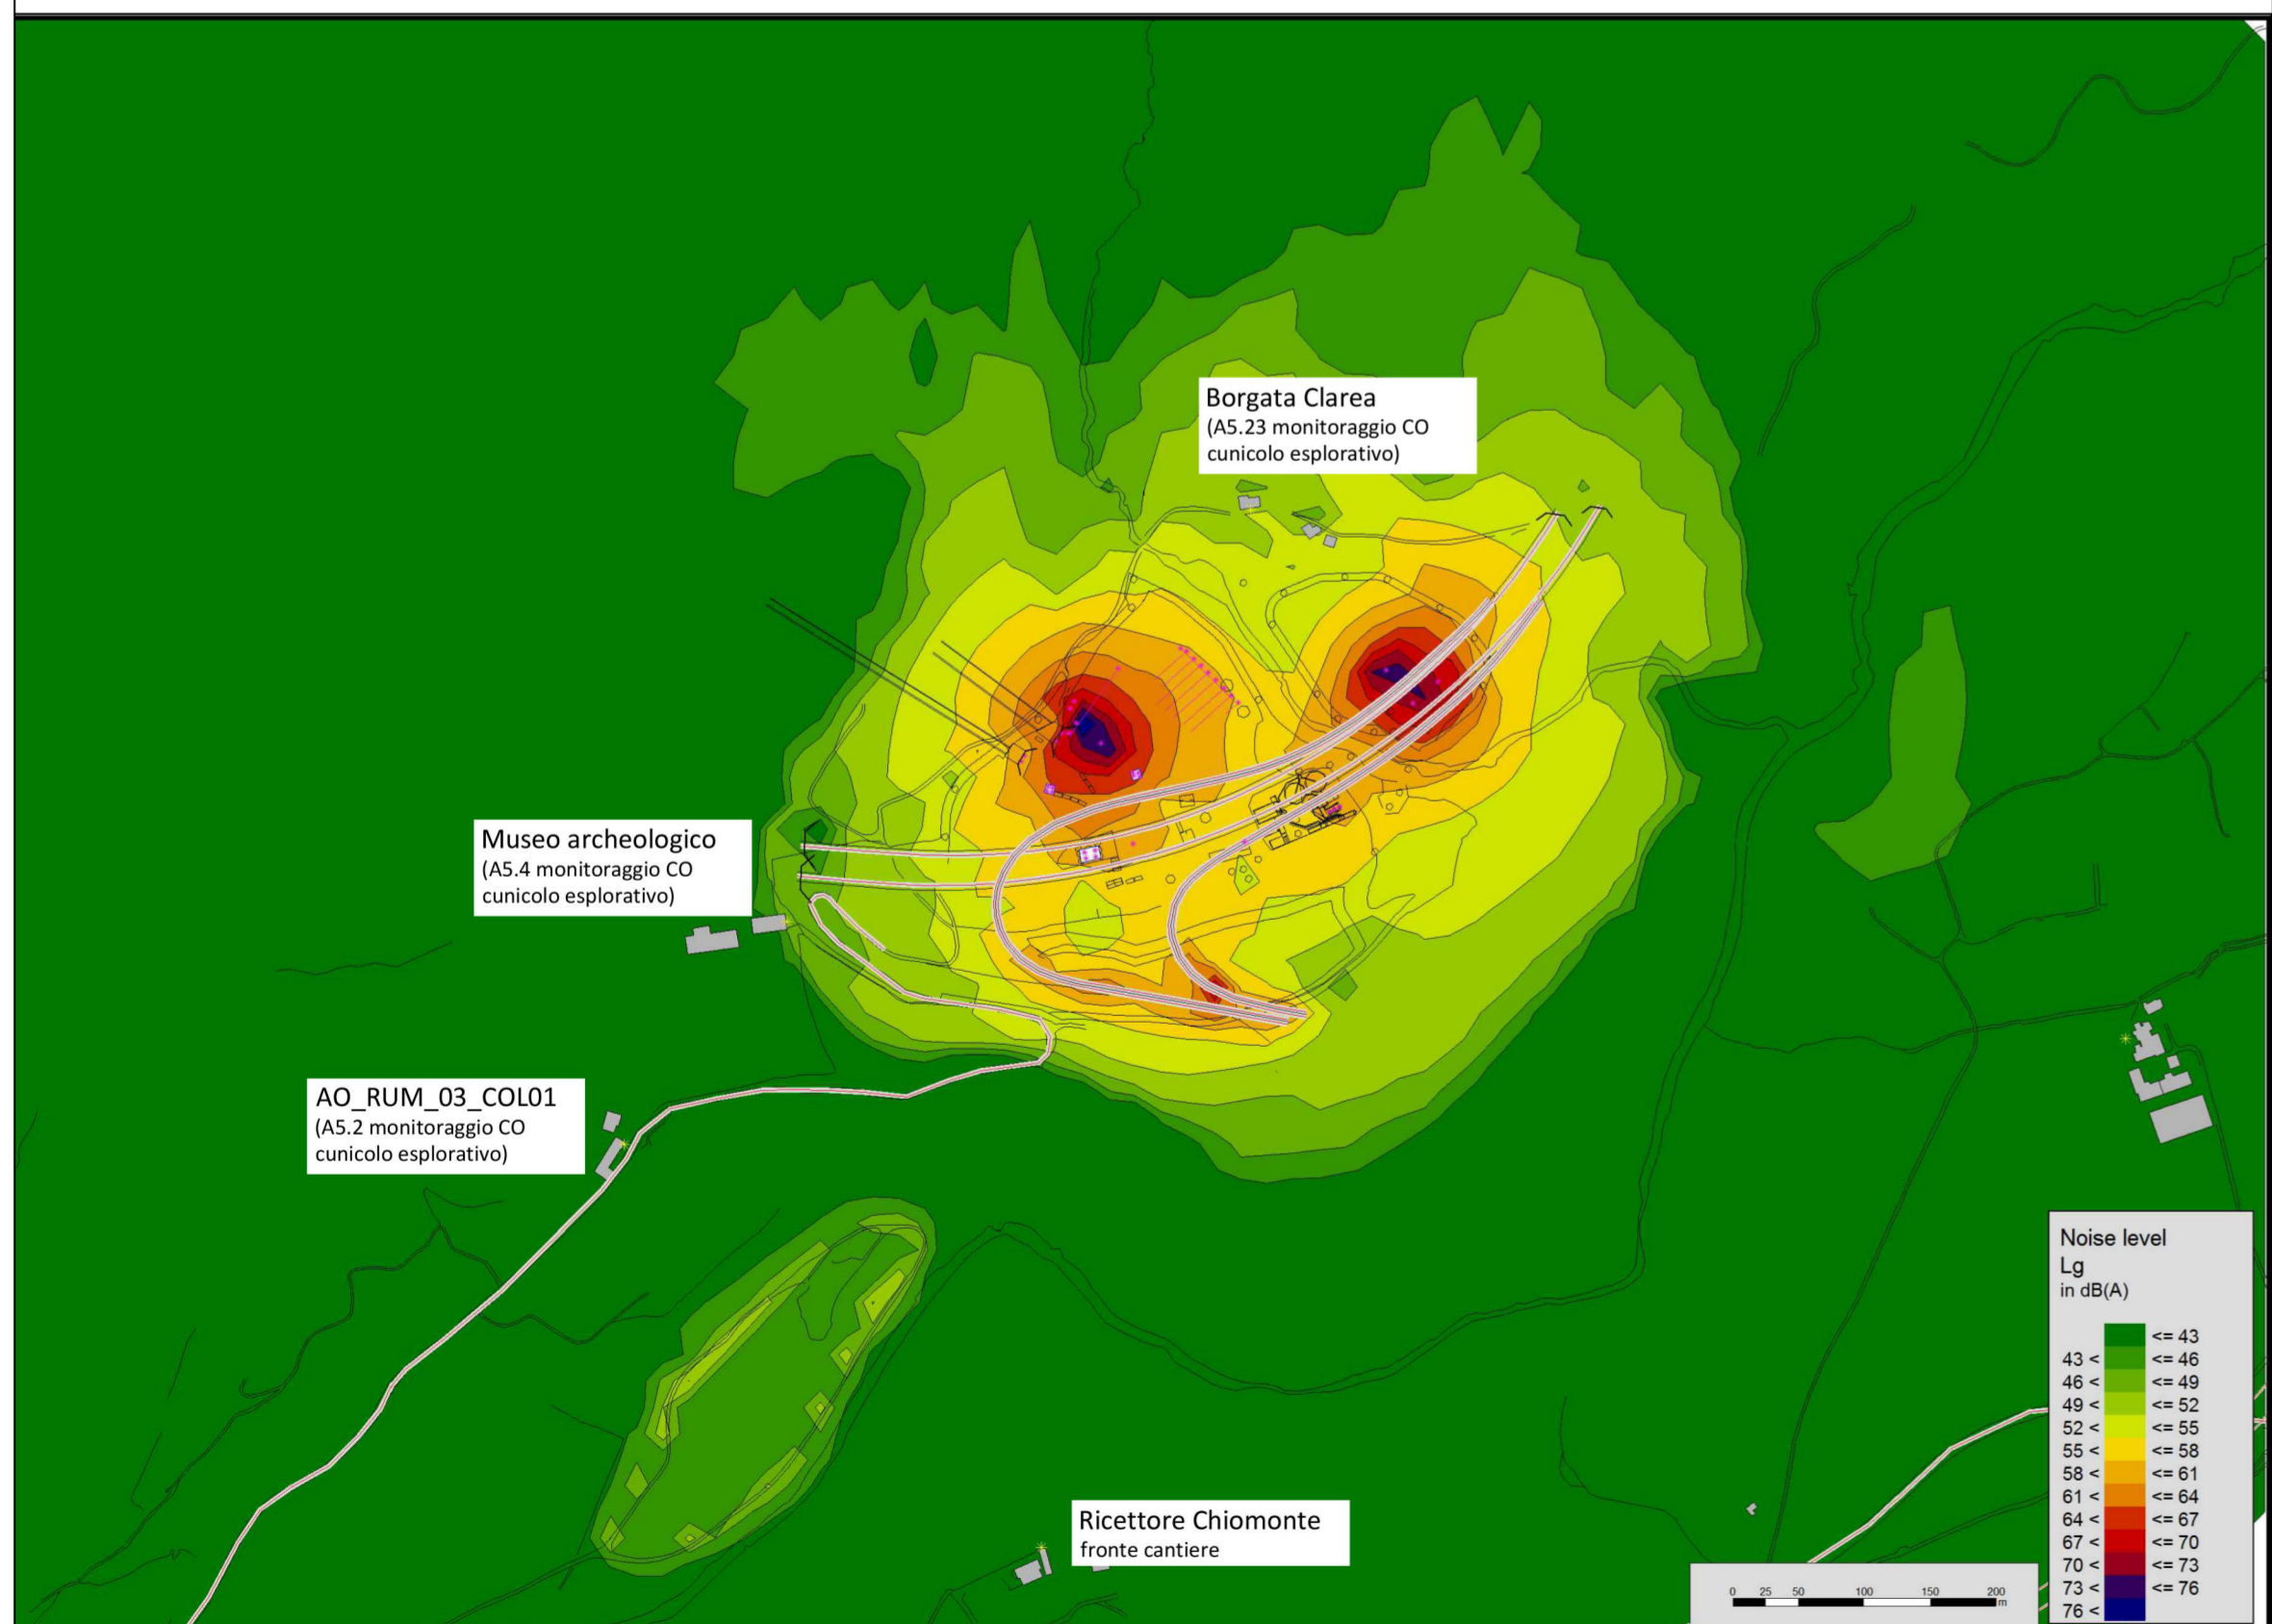 Borgata Clarea
(A5.23 monitoraggio CO
cunicolo esplorativo)
Museo archeologico
(A5.4 monitoraggio CO
cunicolo esplorativo)
AO_RUM_03_COL01
(A5.2 monitoraggio CO
cunicolo esplorativo)
Ricettore Chiomonte
fronte cantiere
Noise level
Lg
in dB(A)
<= 43
43 < <= 46
46 < <= 49
49 < <= 52
52 < <= 55
55 < <= 58
58 < <= 61
61 < <= 64
64 < <= 67
67 < <= 70
70 < <= 73
73 < <= 76
76 <
0 25 50 100 150 200
m